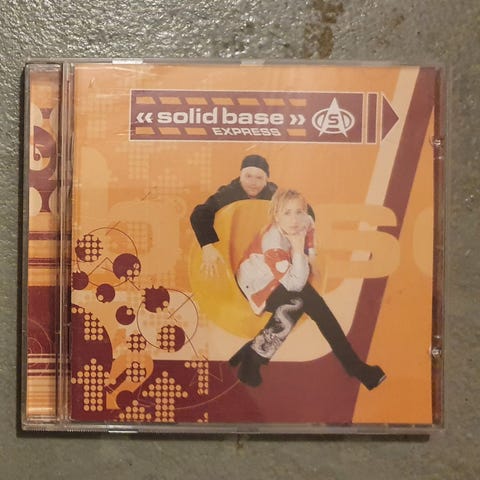 « solid base »
EXPRESS